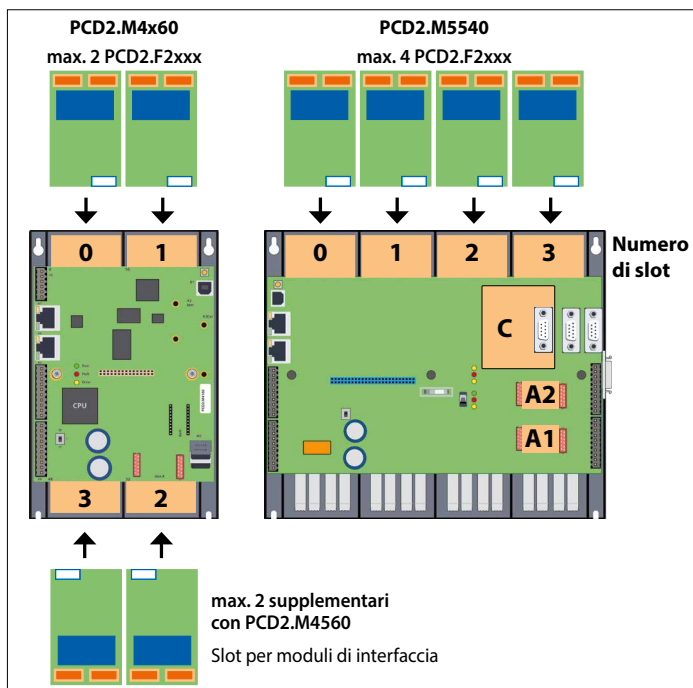 PCD2.M4x60
max. 2 PCD2.F2xxx
PCD2.M5540
max. 4 PCD2.F2xxx
0
1
0
1
2
3
Numero
di slot
C
CPU
A2
A1
3
2
max. 2 supplementari
con PCD2.M4560
Slot per moduli di interfaccia